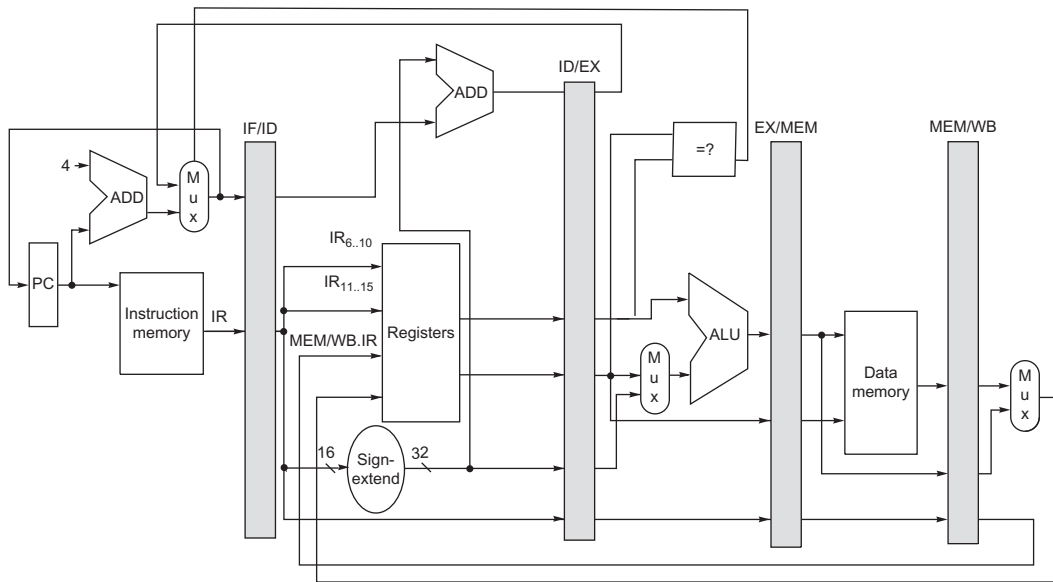 ID/EX
ADD
IF/ID
EX/MEM
MEM/WB
=?
4
ADD
M
u
x
IR6..10
PC
IR11..15
Instruction
memory
IR
Registers
ALU
MEM/WB.IR
M
u
x
Data
memory
M
u
x
16
Sign-
extend
32